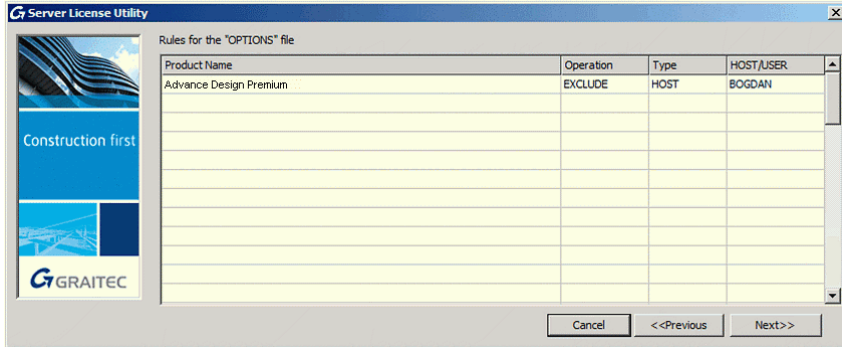 Server License Utility
Rules for the "OPTIONS" file
Product Name Operation Type HOST/USER
Advance Design Premium EXCLUDE HOST BOGDAN
Construction first
GRAITEC
Cancel <<Previous Next>>